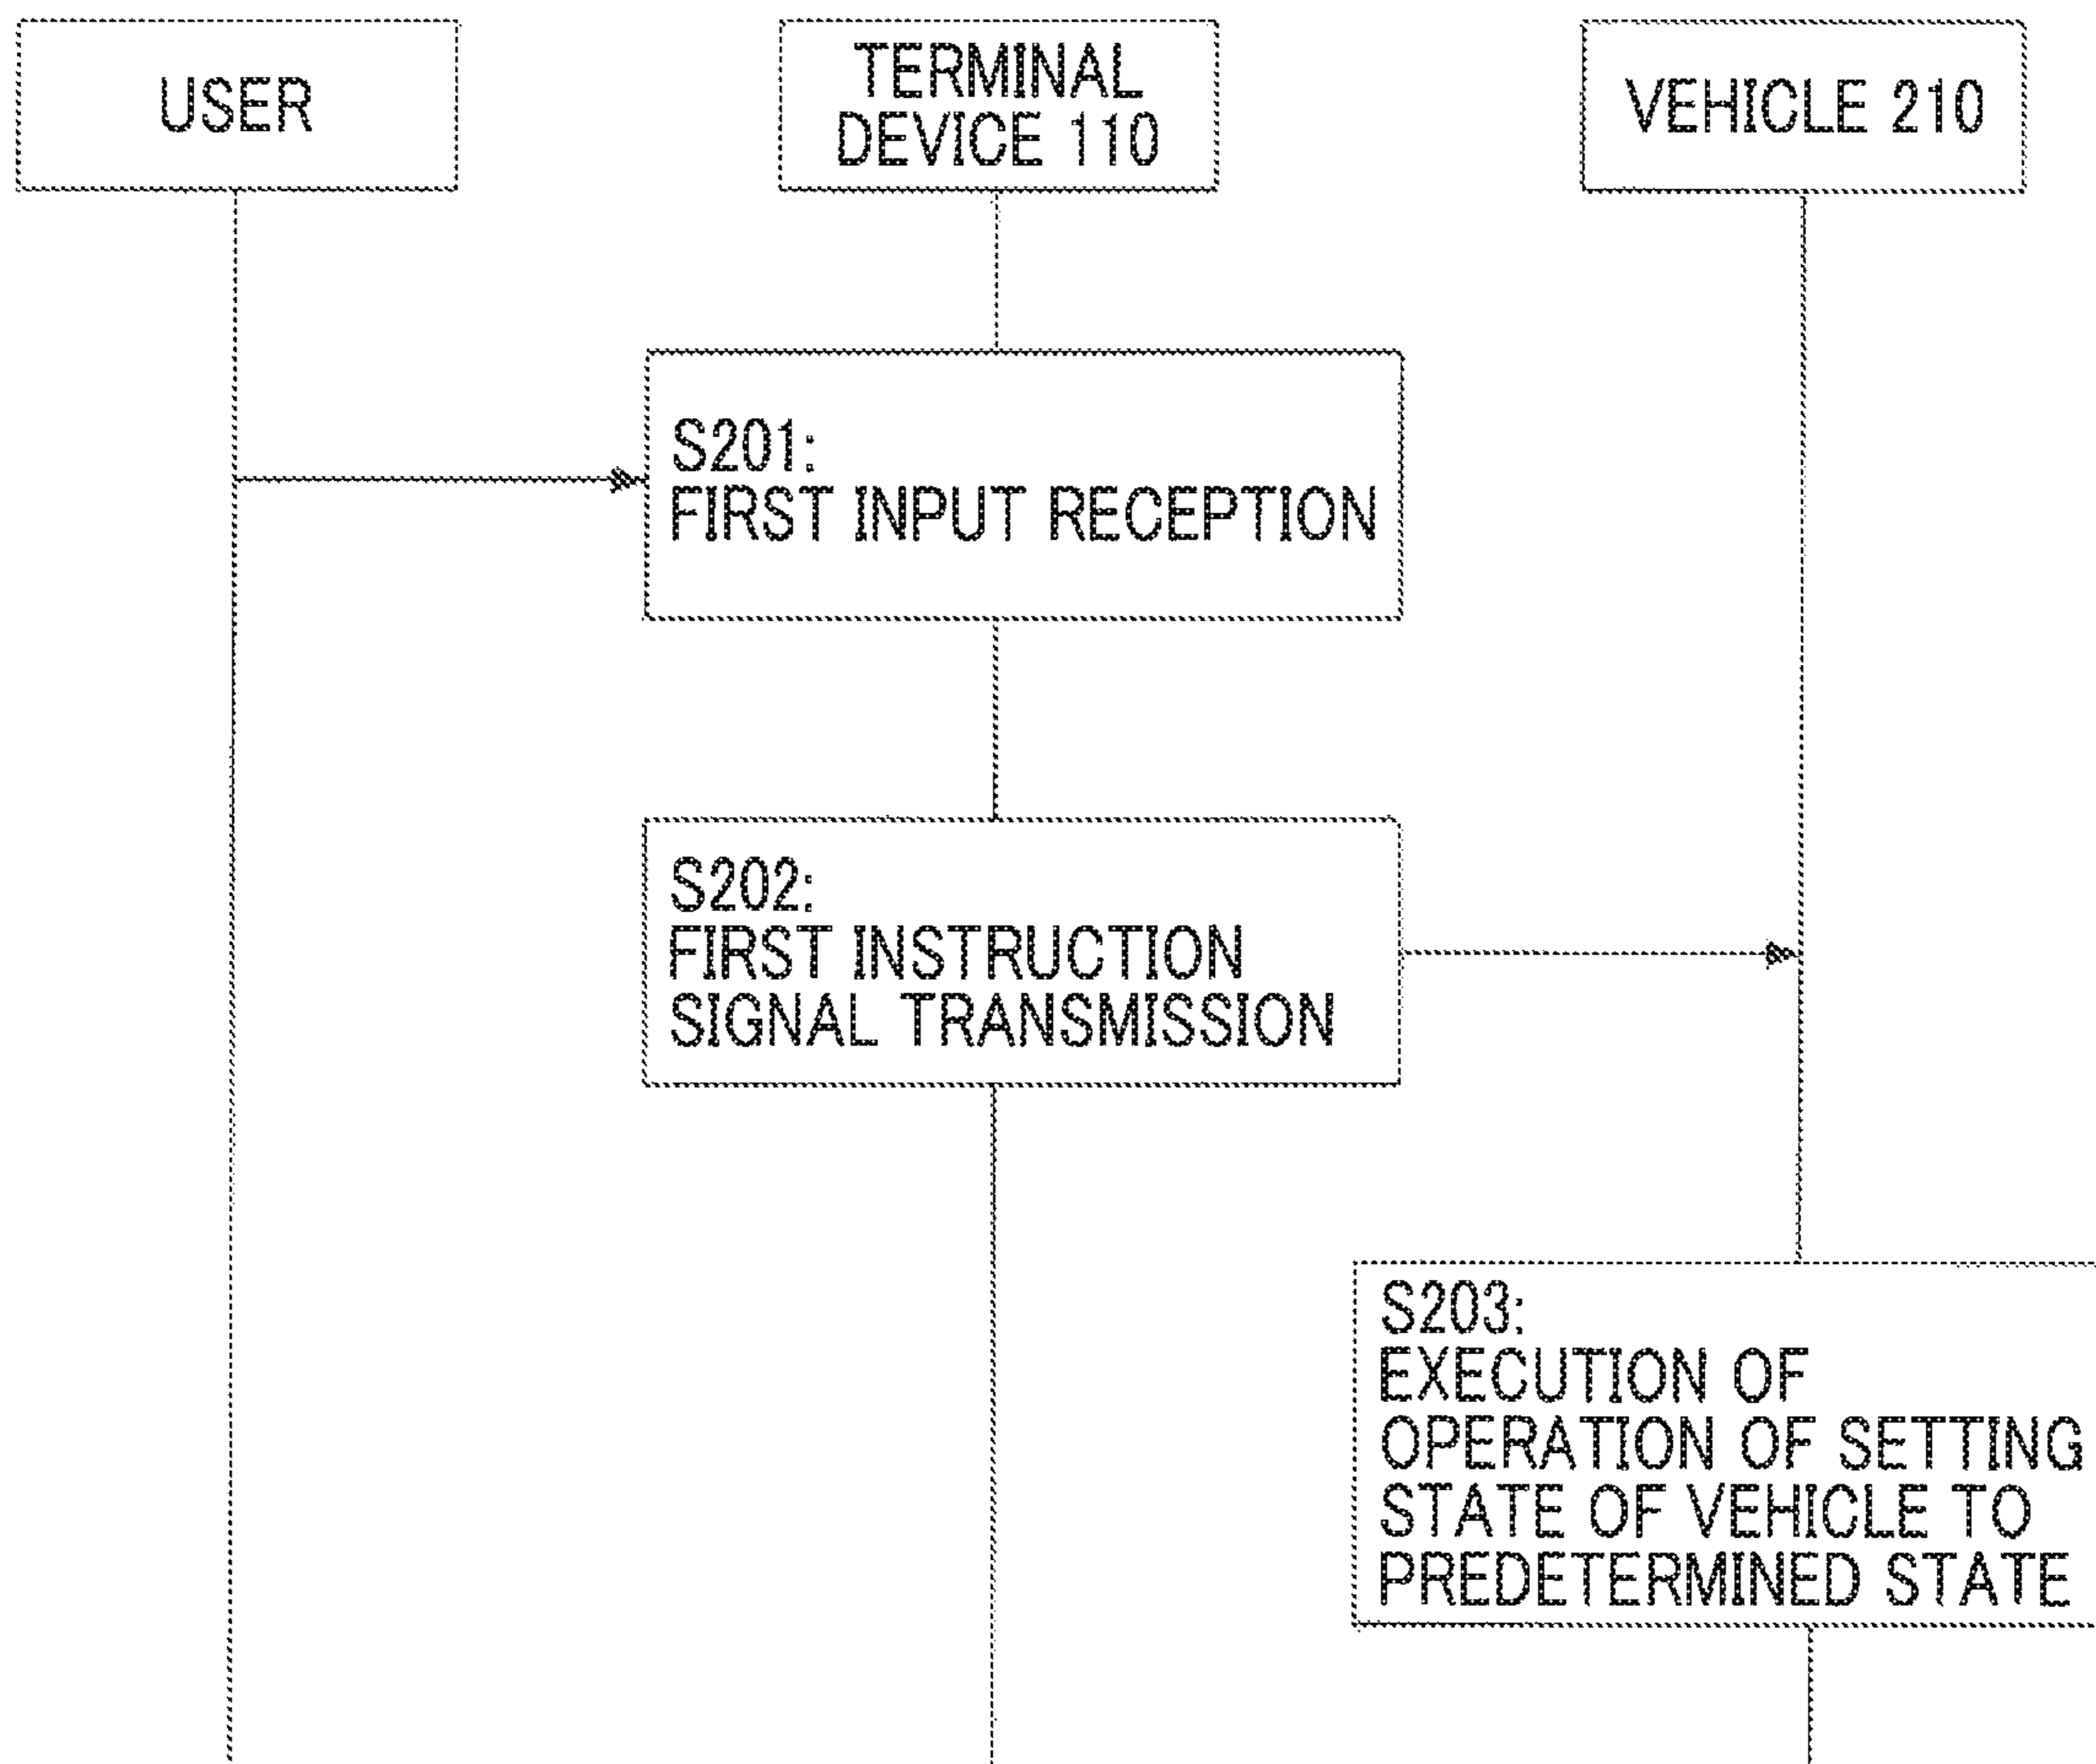 USER
TERMINAL
DEVICE 110
VEHICLE 210
S201:
FIRST INPUT RECEPTION
S202:
FIRST INSTRUCTION
SIGNAL TRANSMISSION
S203:
EXECUTION OF
OPERATION OF SETTING
STATE OF VEHICLE TO
PREDETERMINED STATE